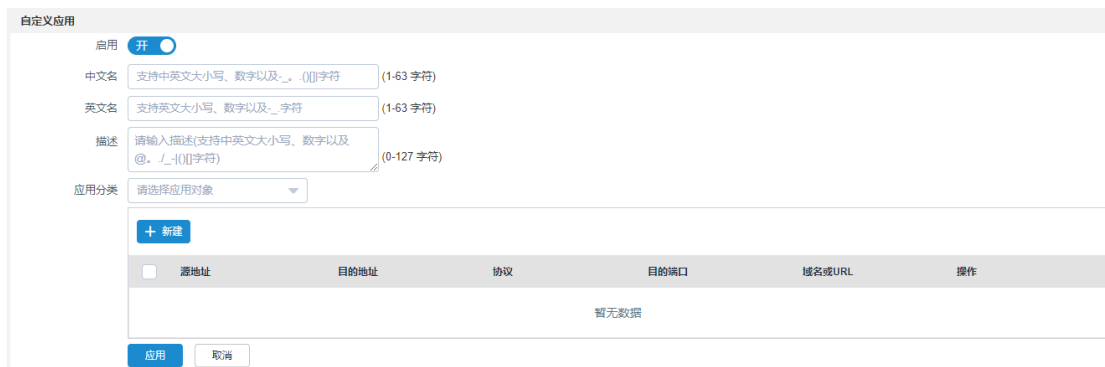 自定义应用
启用 开
中文名 支持中英文大小写、数字以及-_。.()[]|字符 (1-63 字符)
英文名 支持英文大小写、数字以及-_.字符 (1-63 字符)
描述 请输入描述(支持中英文大小写、数字以及
@。./_-|()[]字符) (0-127 字符)
应用分类 请选择应用对象
+ 新建
源地址 目的地址 协议 目的端口 域名或URL 操作
暂无数据
应用 取消